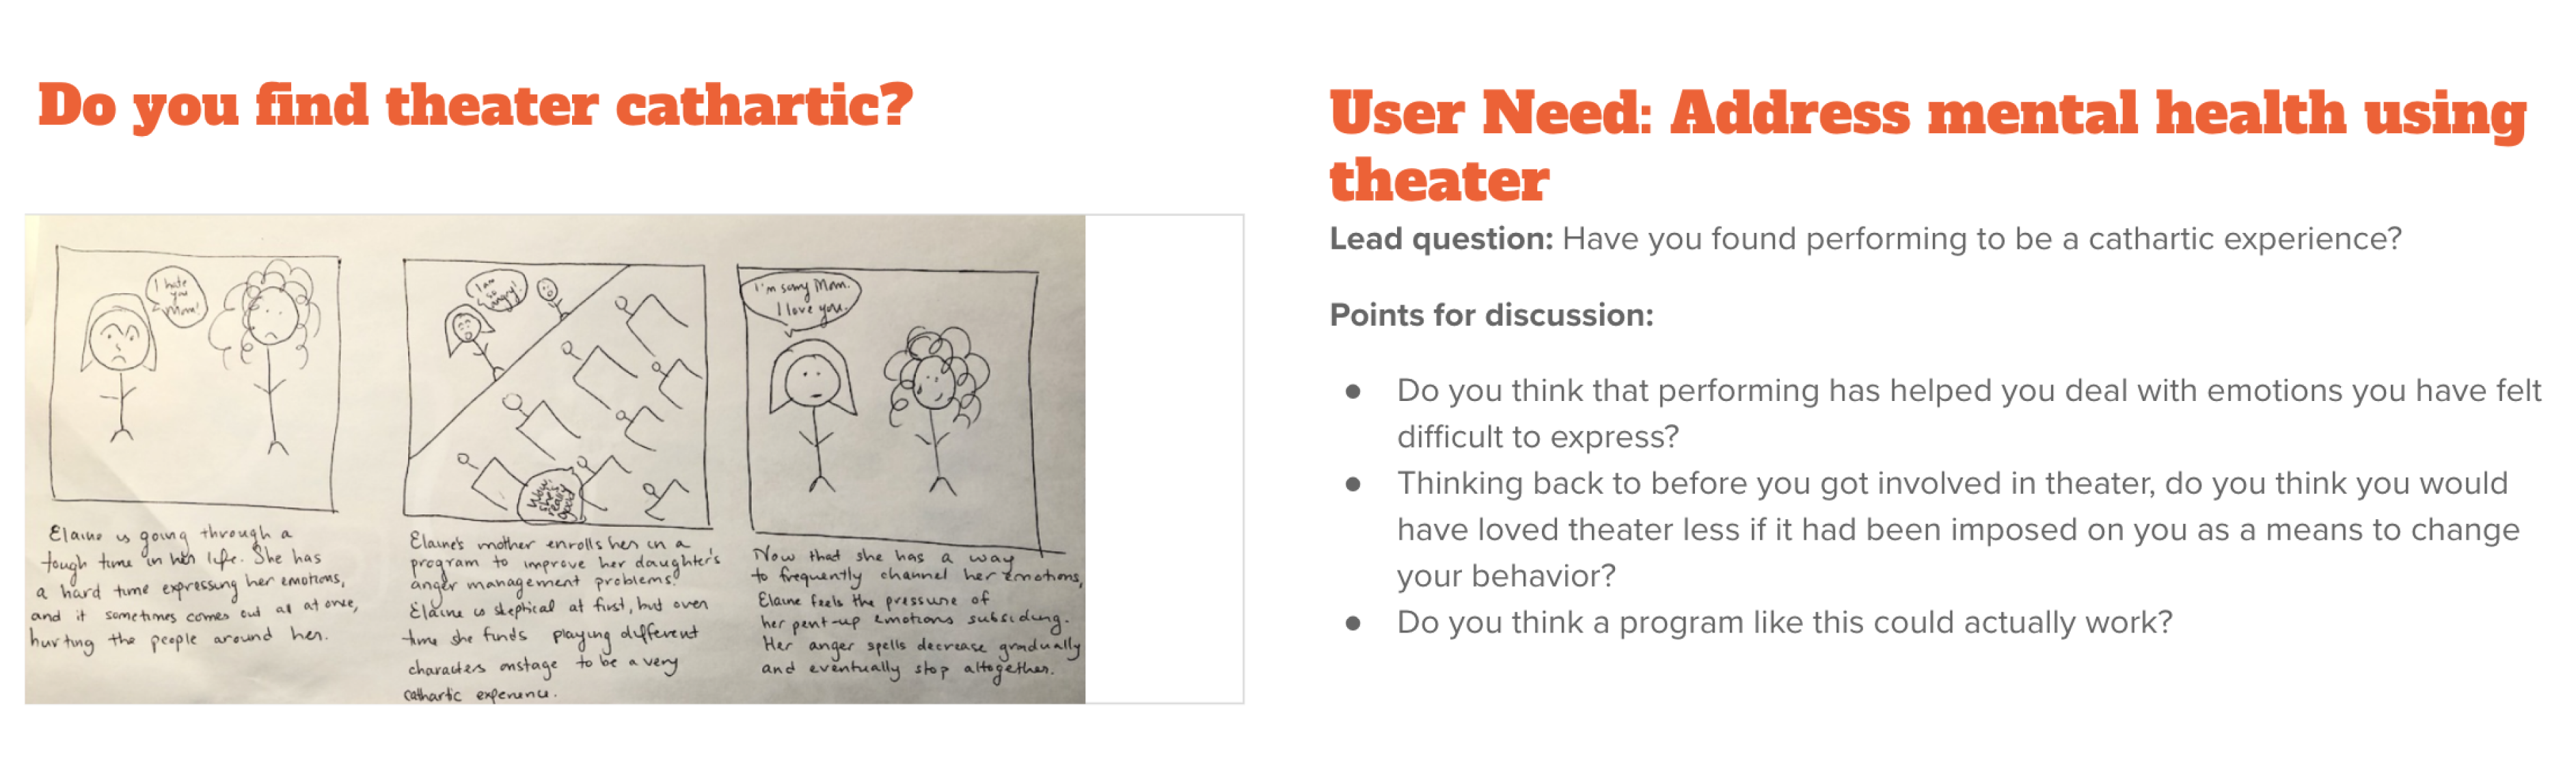 Do you find theater cathartic?
I hate
you
Mom!
Elaine is going through a
tough time in her life. She has
a hard time expressing her emotions,
and it sometimes comes out all at once,
hurting the people around her.
I am
so
angry!
Wow,
she's
really
good
Elaine's mother enrolls her in a
program to improve her daughter's
anger management problems.
Elaine is skeptical at first, but over
time she finds playing different
characters onstage to be a very
cathartic experience.
I'm sorry Mom.
I love you.
Now that she has a way
to frequently channel her emotions,
Elaine feels the pressure of
her pent-up emotions subsiding.
Her anger spells decrease gradually
and eventually stop altogether.
User Need: Address mental health using
theater
Lead question: Have you found performing to be a cathartic experience?
Points for discussion:
● Do you think that performing has helped you deal with emotions you have felt
difficult to express?
● Thinking back to before you got involved in theater, do you think you would
have loved theater less if it had been imposed on you as a means to change
your behavior?
● Do you think a program like this could actually work?